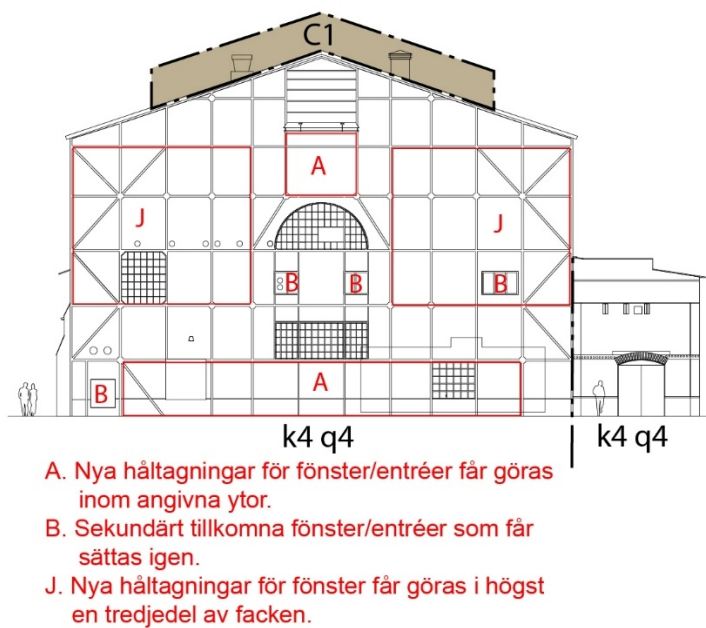 C1
A
J
J
B
B
B
B
A
k4 q4
k4 q4
A. Nya håltagningar för fönster/entréer får göras
inom angivna ytor.
B. Sekundärt tillkomna fönster/entréer som får
sättas igen.
J. Nya håltagningar för fönster får göras i högst
en tredjedel av facken.